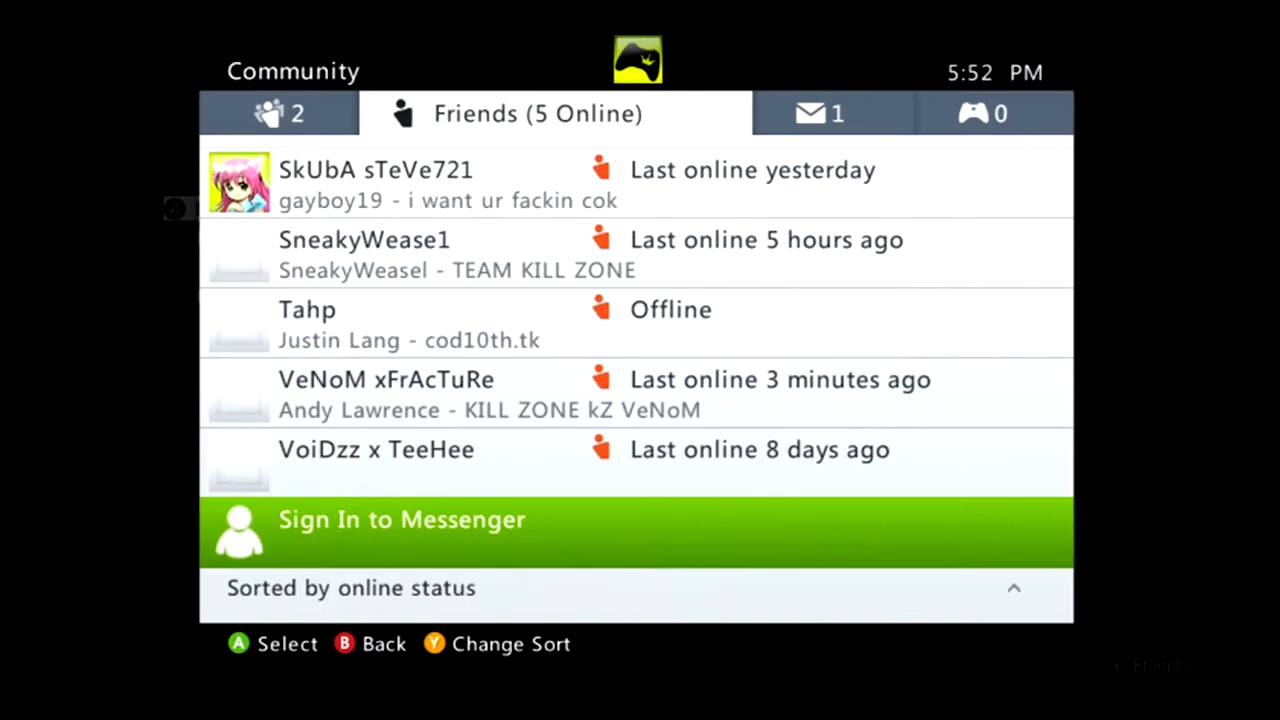 Community
5:52 PM
2
Friends (5 Online)
1
0
SkUbA sTeVe721
Last online yesterday
gayboy19 - i want ur fackin cok
SneakyWease1
Last online 5 hours ago
SneakyWeasel - TEAM KILL ZONE
Tahp
Offline
Justin Lang - cod10th.tk
VeNoM xFrAcTuRe
Last online 3 minutes ago
Andy Lawrence - KILL ZONE kZ VeNoM
VoiDzz x TeeHee
Last online 8 days ago
Sign In to Messenger
Sorted by online status
A Select B Back Y Change Sort
Friends